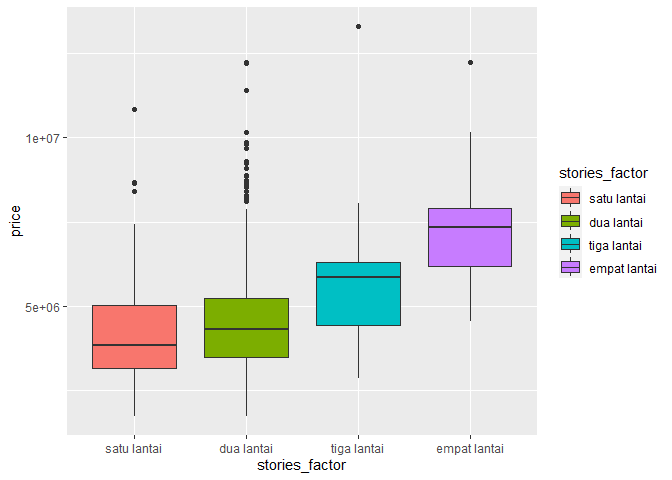 1e+07
5e+06
price
satu lantai
dua lantai
tiga lantai
empat lantai
stories_factor
stories_factor
satu lantai
dua lantai
tiga lantai
empat lantai